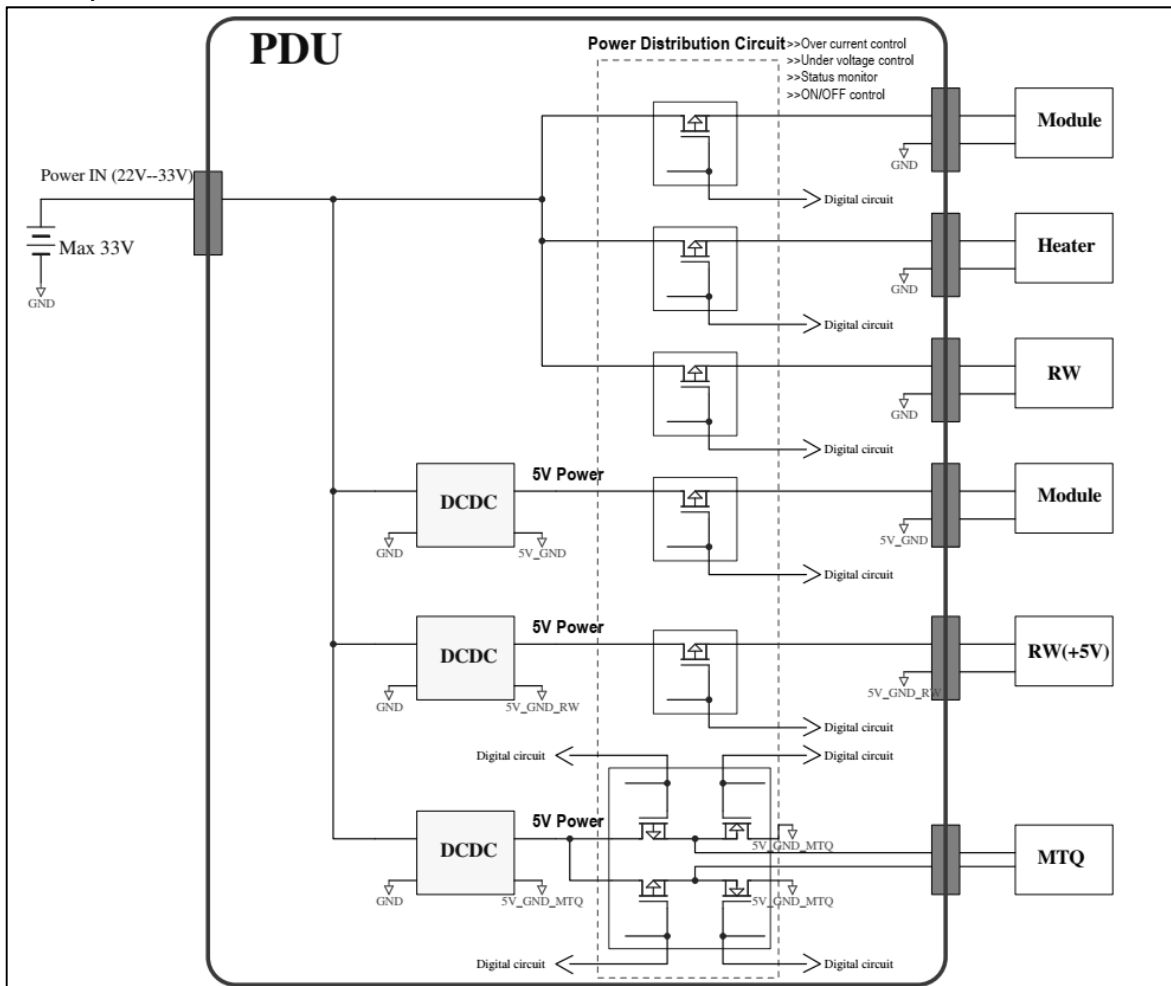 PDU
Power Distribution Circuit
>>Over current control
>>Under voltage control
>>Status monitor
>>ON/OFF control
Module
GND
Digital circuit
Power IN (22V--33V)
Max 33V
GND
Heater
GND
Digital circuit
RW
GND
Digital circuit
5V Power
DCDC
GND
5V_GND
Module
5V_GND
Digital circuit
5V Power
DCDC
GND
5V_GND_RW
RW(+5V)
5V_GND_RW
Digital circuit
Digital circuit
Digital circuit
5V Power
DCDC
GND
5V_GND_MTQ
5V_GND_MTQ
5V_GND_MTQ
MTQ
Digital circuit
Digital circuit